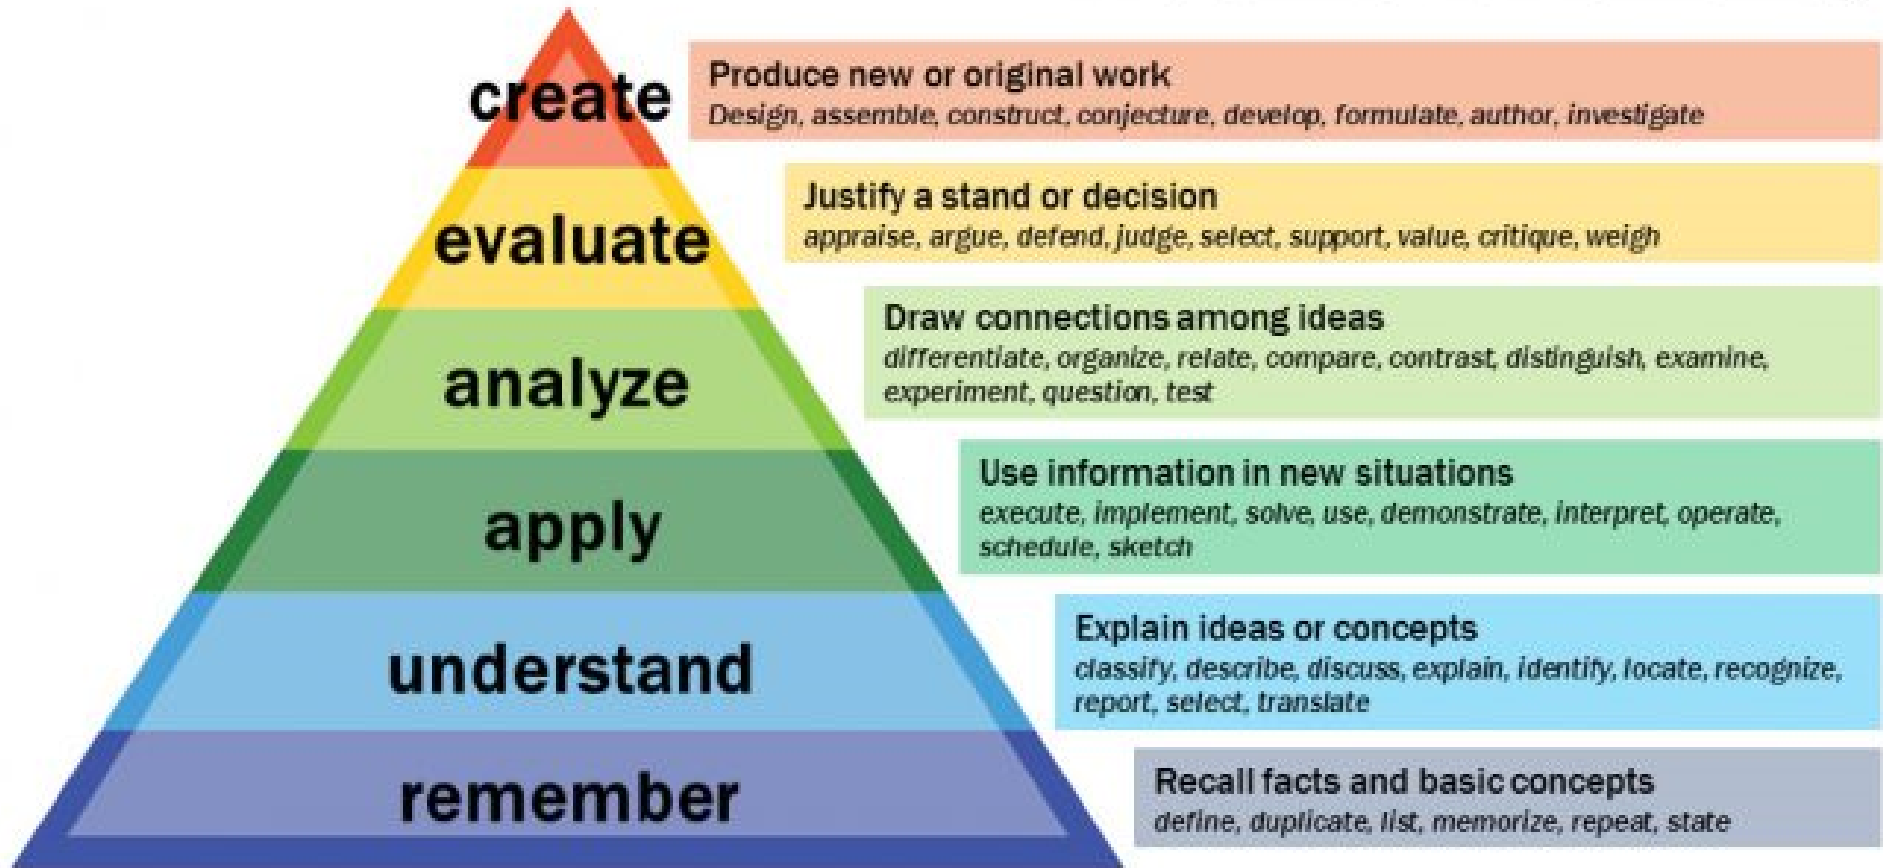 create
Produce new or original work
Design, assemble, construct, conjecture, develop, formulate, author, investigate
evaluate
Justify a stand or decision
appraise, argue, defend, judge, select, support, value, critique, weigh
analyze
Draw connections among ideas
differentiate, organize, relate, compare, contrast, distinguish, examine,
experiment, question, test
apply
Use information in new situations
execute, implement, solve, use, demonstrate, interpret, operate,
schedule, sketch
understand
Explain ideas or concepts
classify, describe, discuss, explain, identify, locate, recognize,
report, select, translate
remember
Recall facts and basic concepts
define, duplicate, list, memorize, repeat, state